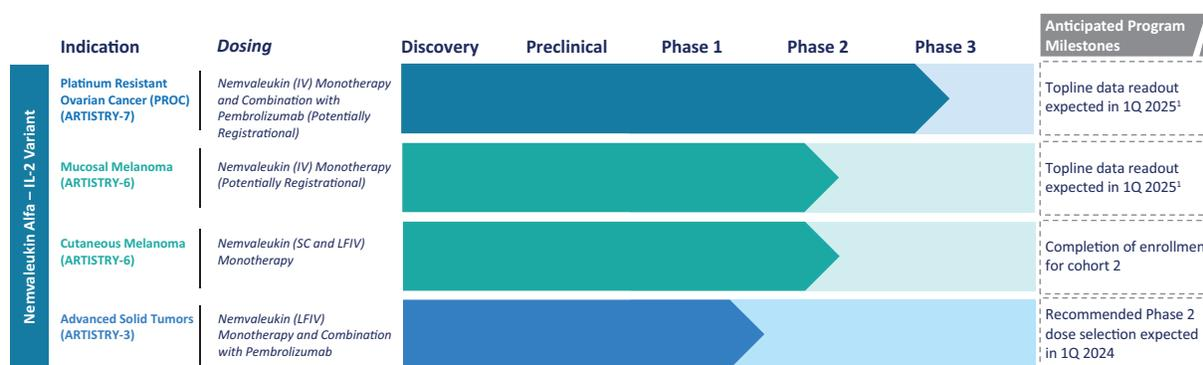 Anticipated Program
Milestones
Indication
Dosing
Discovery
Preclinical
Phase 1
Phase 2
Phase 3
Nemvaleukin Alfa – IL-2 Variant
Platinum Resistant
Ovarian Cancer (PROC)
(ARTISTRY-7)
Nemvaleukin (IV) Monotherapy
and Combination with
Pembrolizumab (Potentially
Registrational)
Topline data readout
expected in 1Q 2025¹
Mucosal Melanoma
(ARTISTRY-6)
Nemvaleukin (IV) Monotherapy
(Potentially Registrational)
Topline data readout
expected in 1Q 2025¹
Cutaneous Melanoma
(ARTISTRY-6)
Nemvaleukin (SC and LFIV)
Monotherapy
Completion of enrollmen
for cohort 2
Advanced Solid Tumors
(ARTISTRY-3)
Nemvaleukin (LFIV)
Monotherapy and Combination
with Pembrolizumab
Recommended Phase 2
dose selection expected
in 1Q 2024